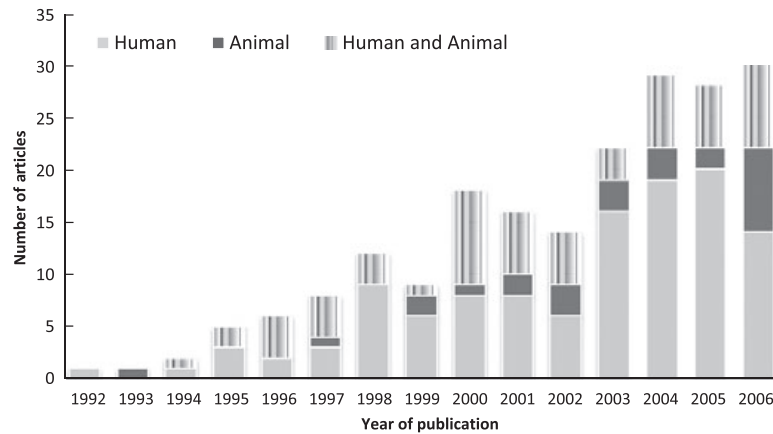 35
Human Animal Human and Animal
30
25
20
15
10
5
0
Number of articles
1992 1993 1994 1995 1996 1997 1998 1999 2000 2001 2002 2003 2004 2005 2006
Year of publication